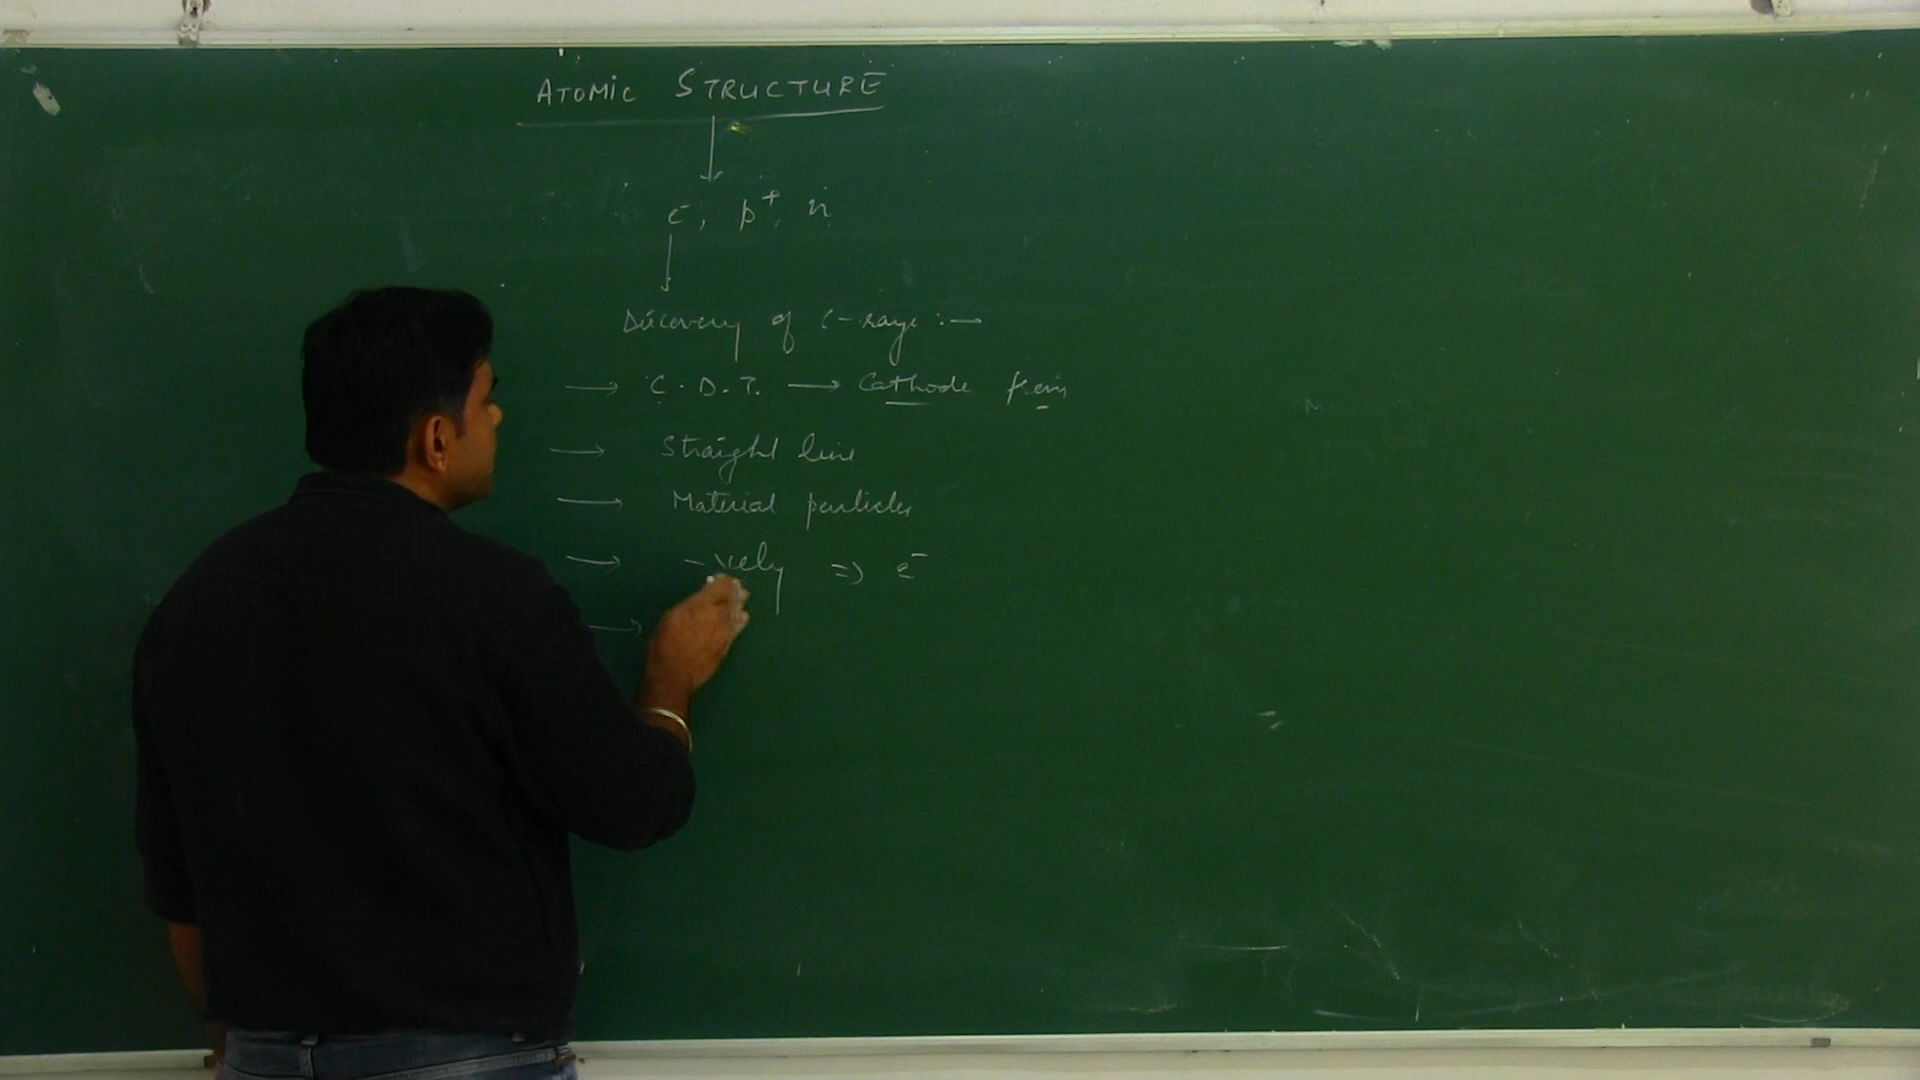 ATOMIC STRUCTURE
e⁻, p⁺, n
Discovery of C-rays :→
→ C.D.T. → Cathode
→ Straight line
→ Material particles
→ -vely => e⁻
→